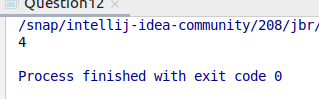 Question12 ×
/snap/intellij-idea-community/208/jbr/
4
Process finished with exit code 0